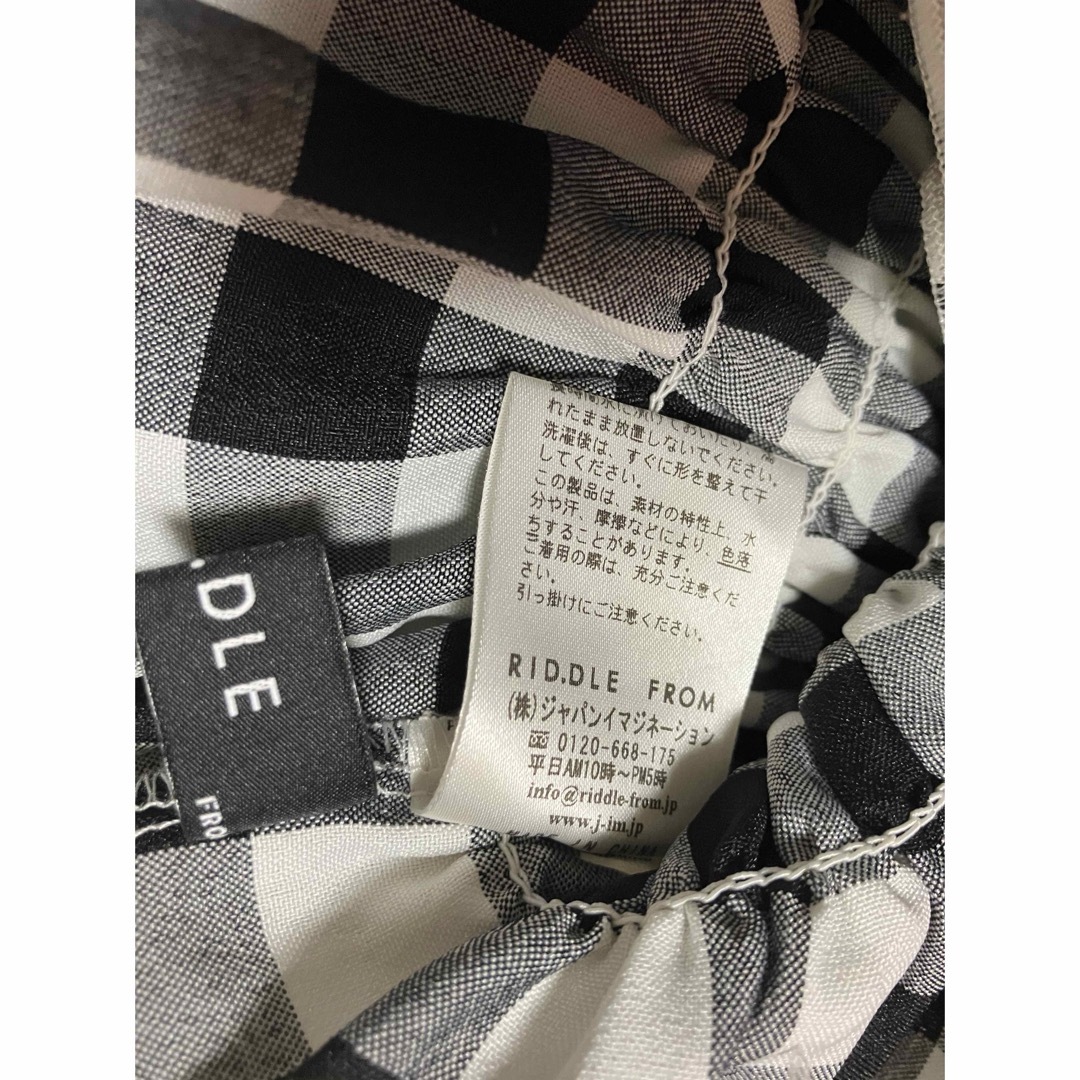 れたまま放置しないでください。
洗濯後は、すぐに形を整えて干
してください。
この製品は、素材の特性上、水
分や汗、摩擦などにより、色落
ちすることがあります。
ご着用の際は、充分ご注意くだ
さい。
引っ掛けにご注意ください。
RID.DLE FROM
(株)ジャパンイマジネーション
0120-668-175
平日AM10時～PM5時
info@riddle-from.jp
www.j-im.jp
IN CHINA
.DLE
FRO